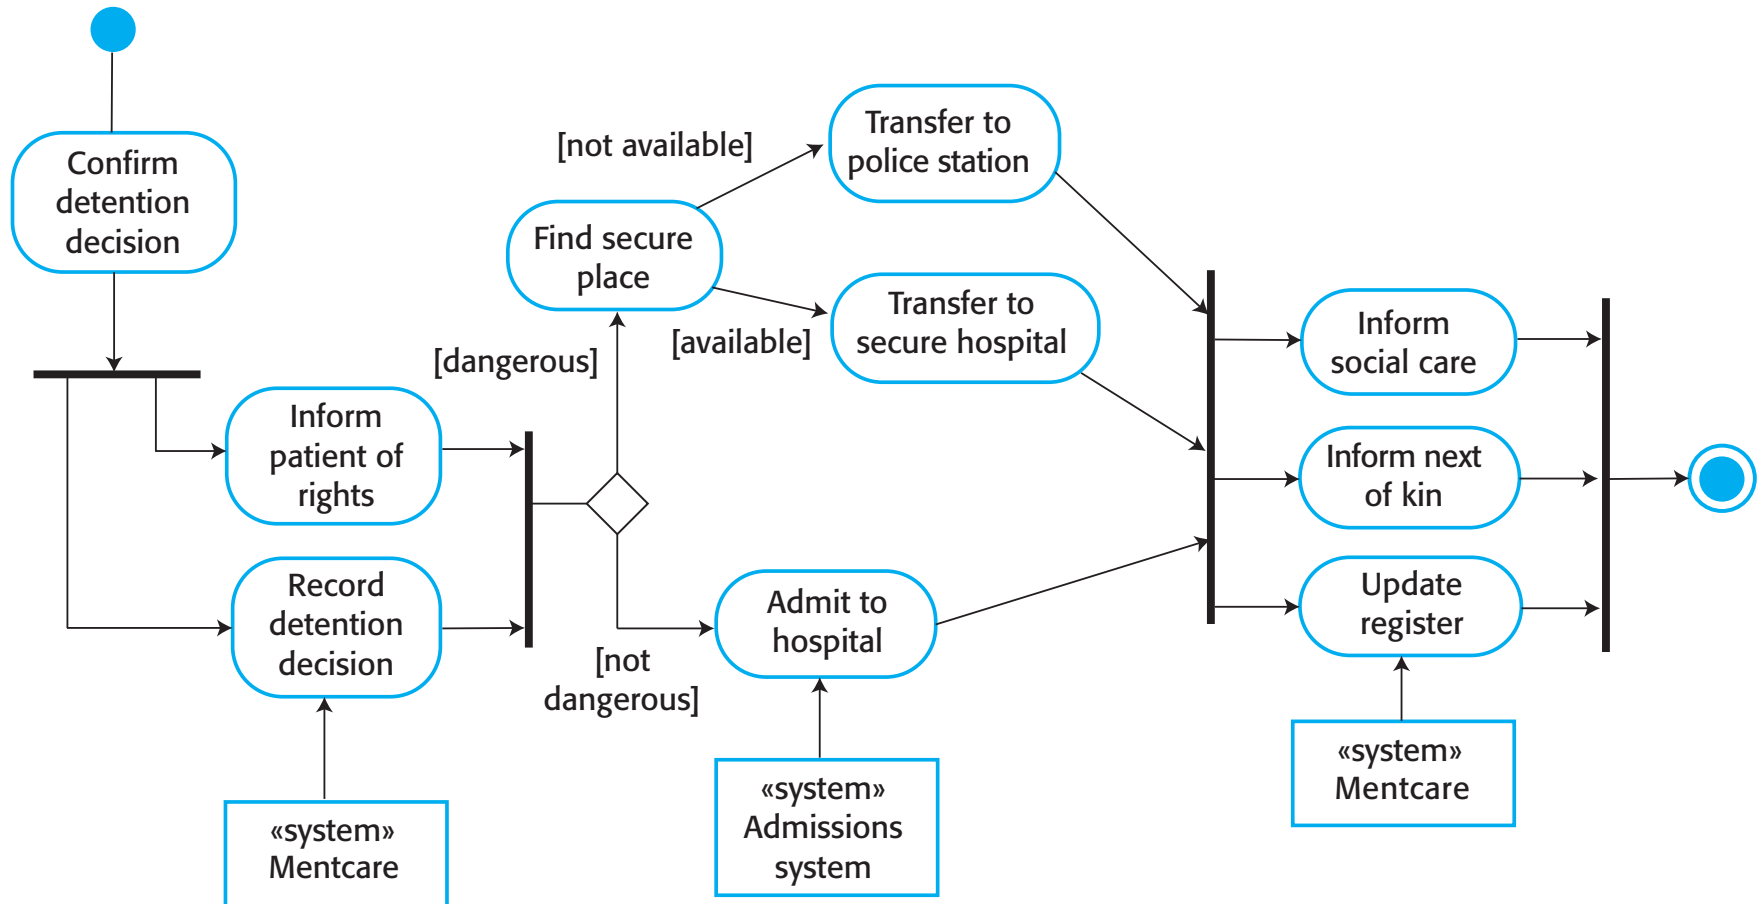 Confirm
detention
decision
Inform
patient of
rights
Record
detention
decision
«system»
Mentcare
[dangerous]
[not
dangerous]
Find secure
place
[not available]
[available]
Transfer to
police station
Transfer to
secure hospital
Admit to
hospital
«system»
Admissions
system
Inform
social care
Inform next
of kin
Update
register
«system»
Mentcare